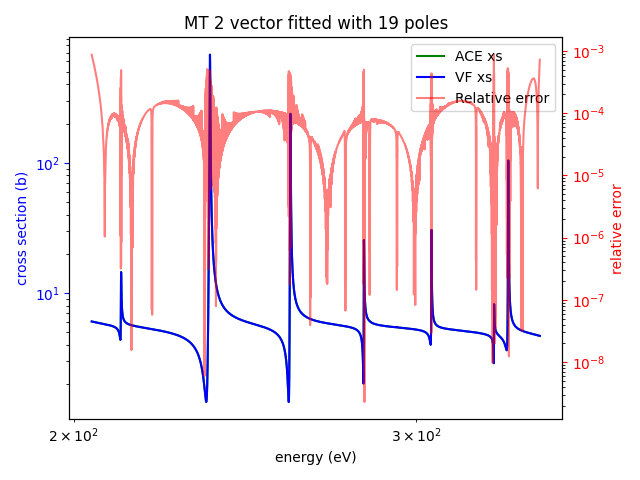 MT 2 vector fitted with 19 poles
ACE xs
VF xs
Relative error
cross section (b)
10²
10¹
relative error
10⁻³
10⁻⁴
10⁻⁵
10⁻⁶
10⁻⁷
10⁻⁸
2 × 10²
3 × 10²
energy (eV)